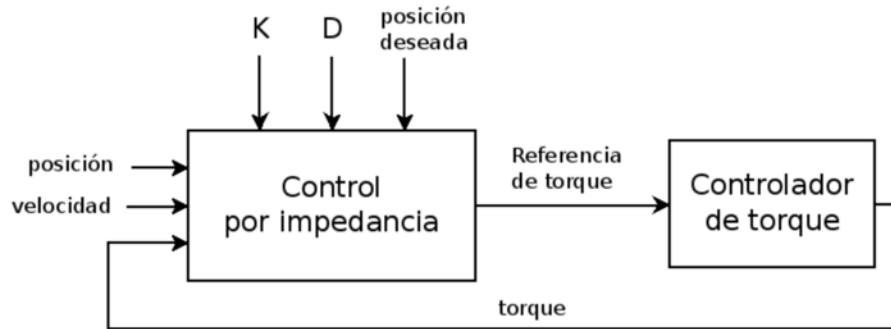 K
D
posición
deseada
posición
velocidad
Control
por impedancia
Referencia
de torque
Controlador
de torque
torque